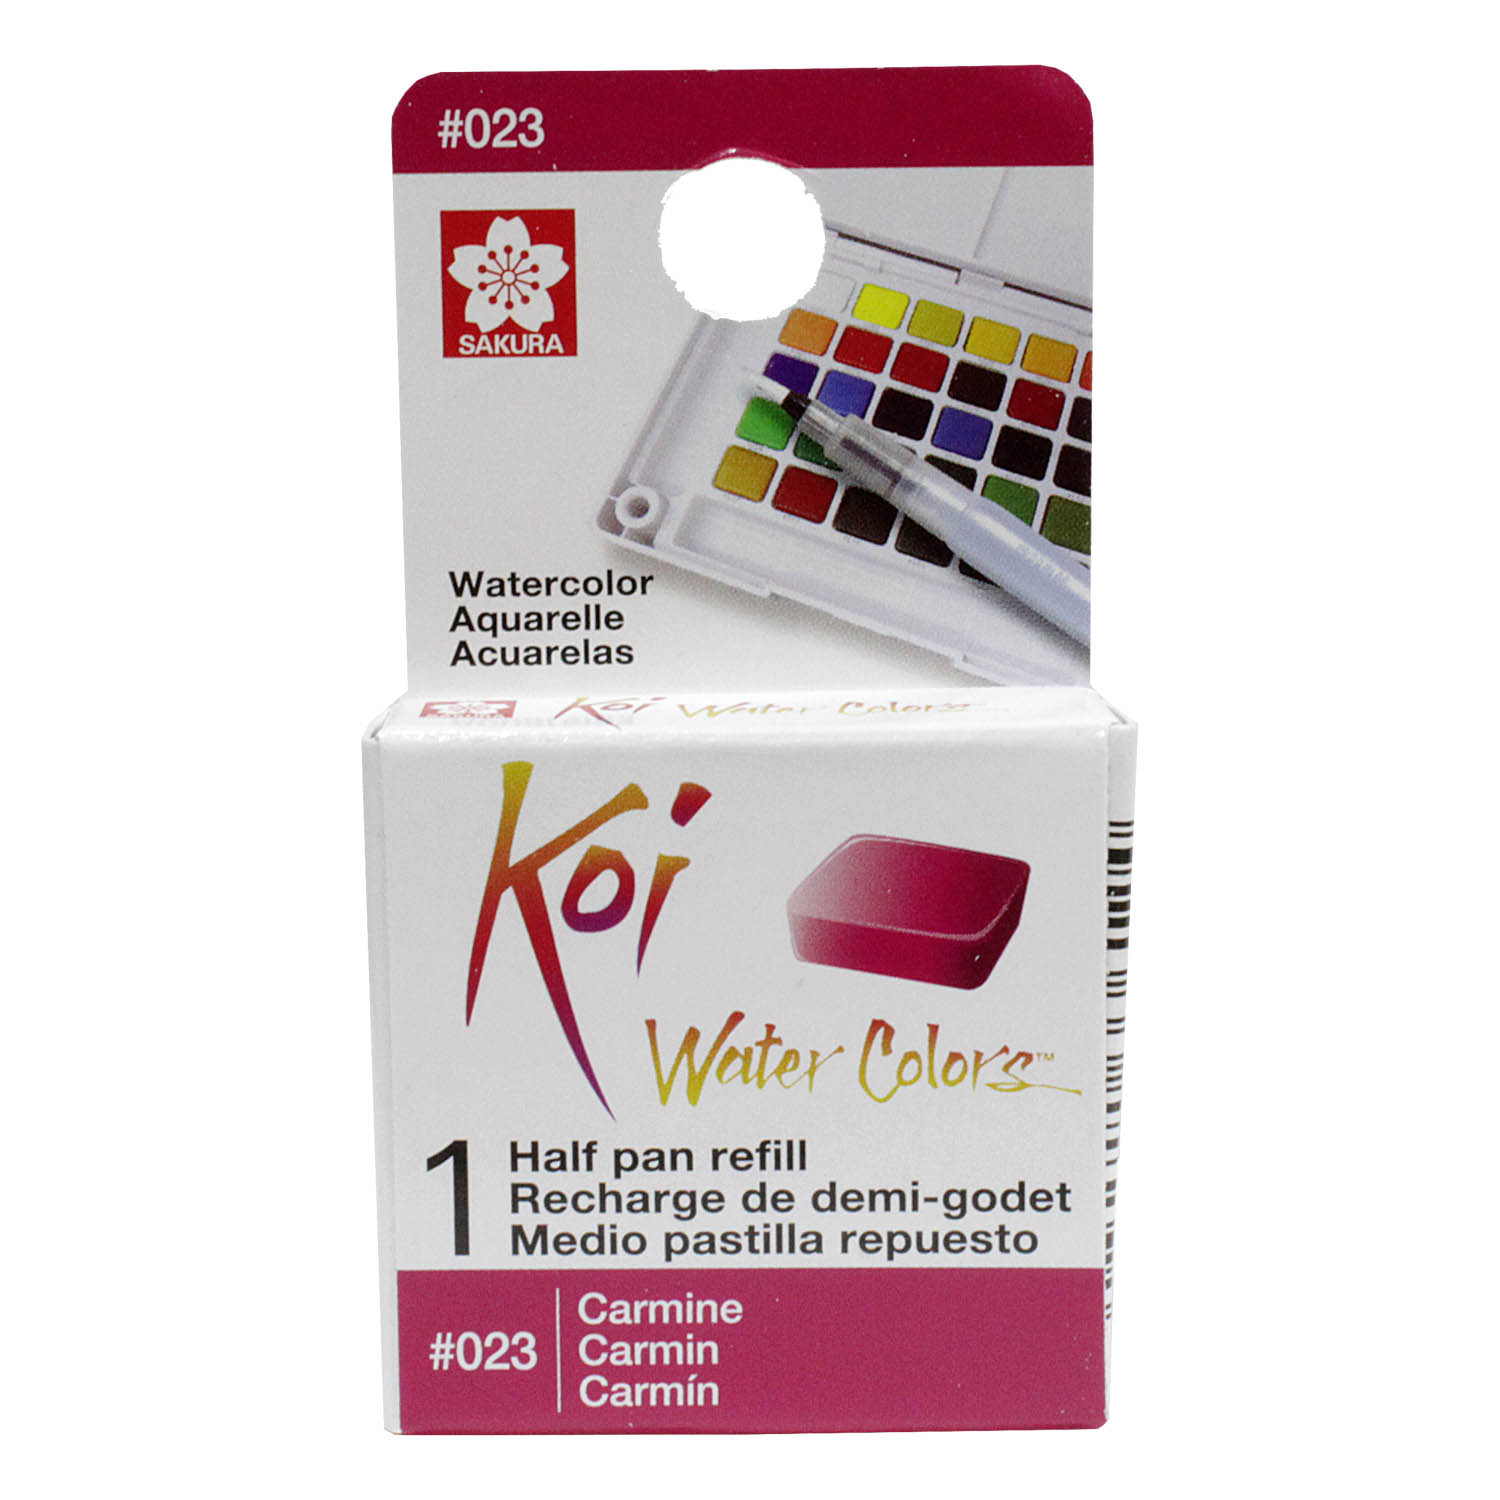 #023
SAKURA
Watercolor
Aquarelle
Acuarelas
SAKURA
Koi Water Colors
Koi
Water Colors™
1
Half pan refill
Recharge de demi-godet
Medio pastilla repuesto
#023
Carmine
Carmin
Carmín